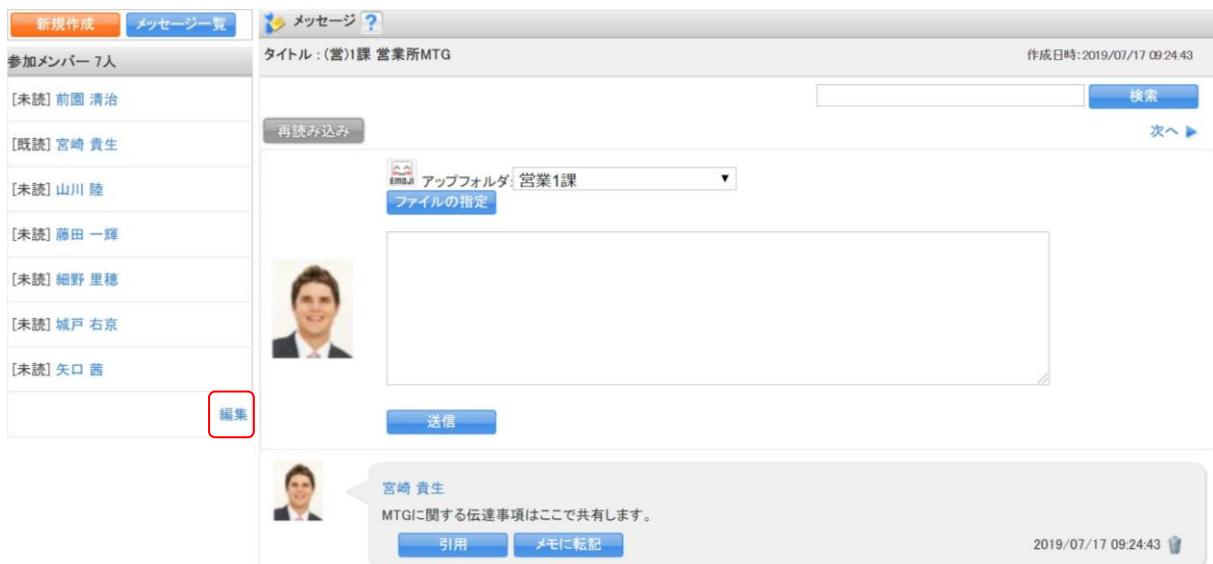 新規作成 メッセージ一覧
参加メンバー 7人
[未読] 前園 清治
[既読] 宮崎 貴生
[未読] 山川 陸
[未読] 藤田 一輝
[未読] 細野 里穂
[未読] 城戸 右京
[未読] 矢口 茜
編集
メッセージ ?
タイトル : (営)1課 営業所MTG 作成日時:2019/07/17 09:24:43
検索
再読み込み 次へ
Emoji アップフォルダ: 営業1課
ファイルの指定
送信
宮崎 貴生
MTGに関する伝達事項はここで共有します。
引用 メモに転記 2019/07/17 09:24:43